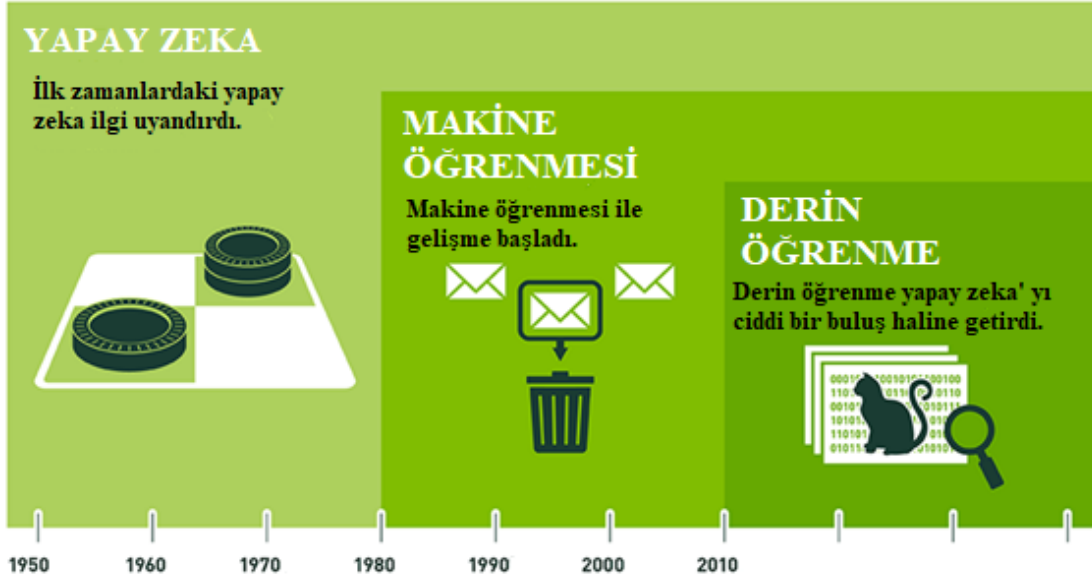 YAPAY ZEKA
İlk zamanlardaki yapay
zeka ilgi uyandırdı.
MAKİNE
ÖĞRENMESİ
Makine öğrenmesi ile
gelişme başladı.
DERİN
ÖĞRENME
Derin öğrenme yapay zeka' yı
ciddi bir buluş haline getirdi.
1950 1960 1970 1980 1990 2000 2010